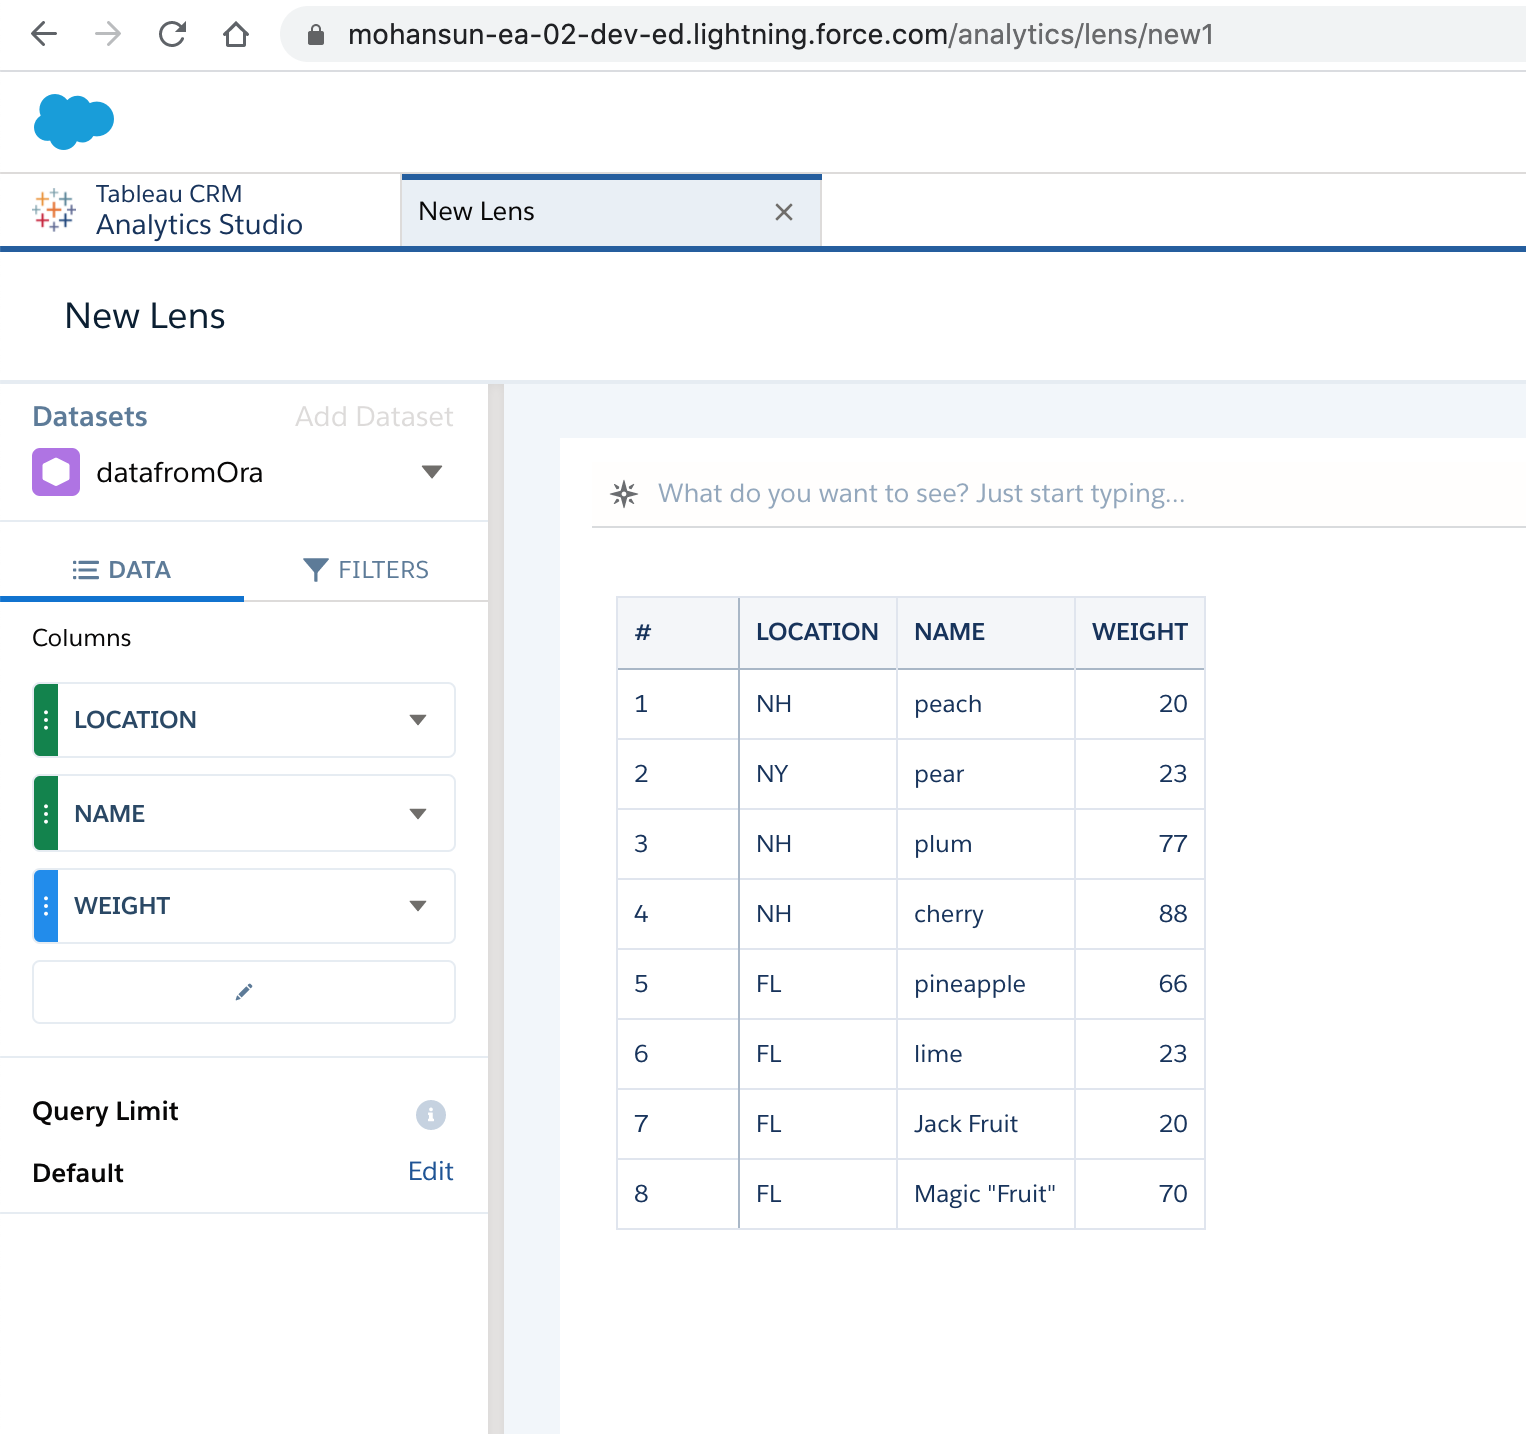 mohansun-ea-02-dev-ed.lightning.force.com/analytics/lens/new1
Tableau CRM
Analytics Studio
New Lens
New Lens
Datasets
Add Dataset
datafromOra
DATA
FILTERS
Columns
LOCATION
NAME
WEIGHT
Query Limit
Default
Edit
What do you want to see? Just start typing...
# LOCATION NAME WEIGHT
1 NH peach 20
2 NY pear 23
3 NH plum 77
4 NH cherry 88
5 FL pineapple 66
6 FL lime 23
7 FL Jack Fruit 20
8 FL Magic "Fruit" 70